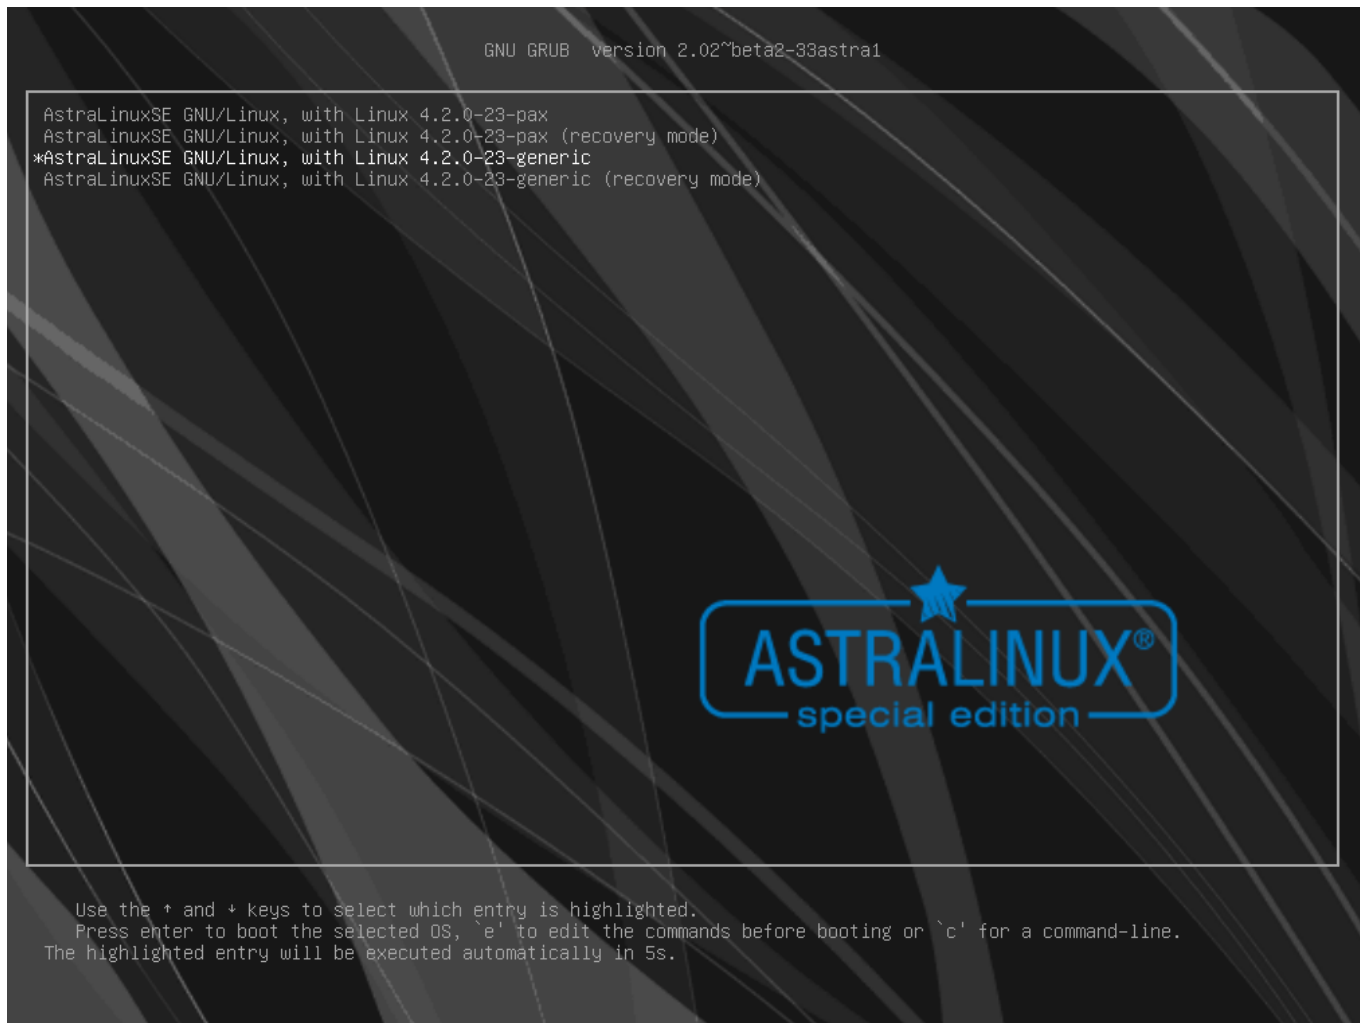 GNU GRUB  version 2.02~beta2-33astra1
AstraLinuxSE GNU/Linux, with Linux 4.2.0-23-pax
AstraLinuxSE GNU/Linux, with Linux 4.2.0-23-pax (recovery mode)
*AstraLinuxSE GNU/Linux, with Linux 4.2.0-23-generic
AstraLinuxSE GNU/Linux, with Linux 4.2.0-23-generic (recovery mode)
ASTRALINUX®
special edition
Use the ↑ and ↓ keys to select which entry is highlighted.
Press enter to boot the selected OS, `e' to edit the commands before booting or `c' for a command-line.
The highlighted entry will be executed automatically in 5s.